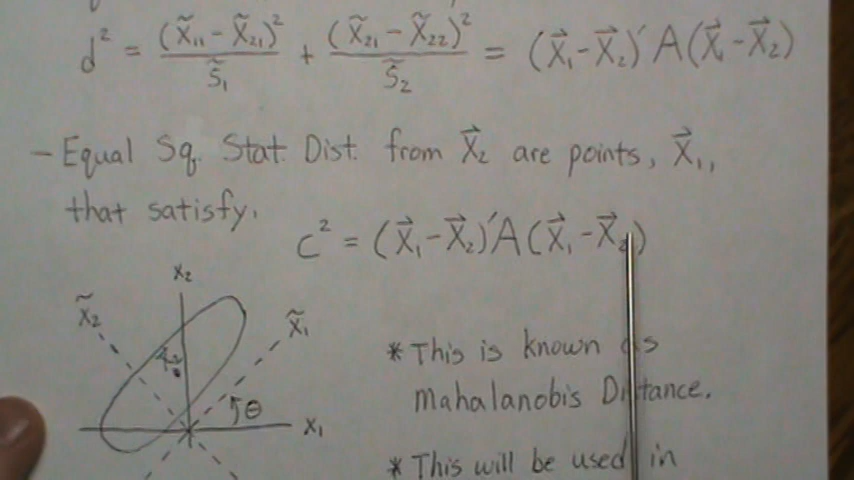 d² = (x̃₁₁ - x̃₂₁)² / s̃₁ + (x̃₂₁ - x̃₂₂)² / s̃₂ = (x⃗₁-x⃗₂)′ A(x⃗-x⃗₂)
- Equal Sq. Stat. Dist. from x⃗₂ are points, x⃗₁,
that satisfy.
c² = (x⃗₁-x⃗₂)′A(x⃗₁-x⃗₂)
x₂
x̃₂
x̃₁
x⃗₂
θ
x₁
* This is known as
Mahalanobis Distance.
* This will be used in